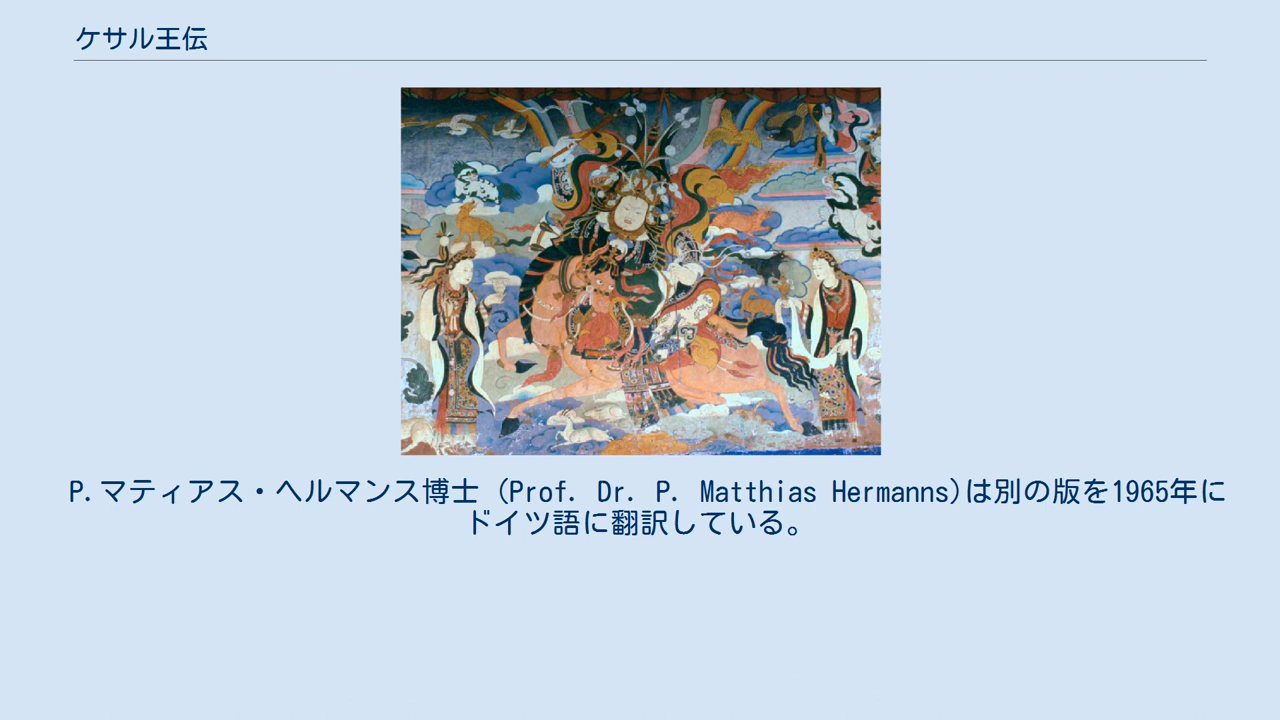 ケサル王伝
P.マティアス・ヘルマンス博士 (Prof. Dr. P. Matthias Hermanns)は別の版を1965年に
ドイツ語に翻訳している。